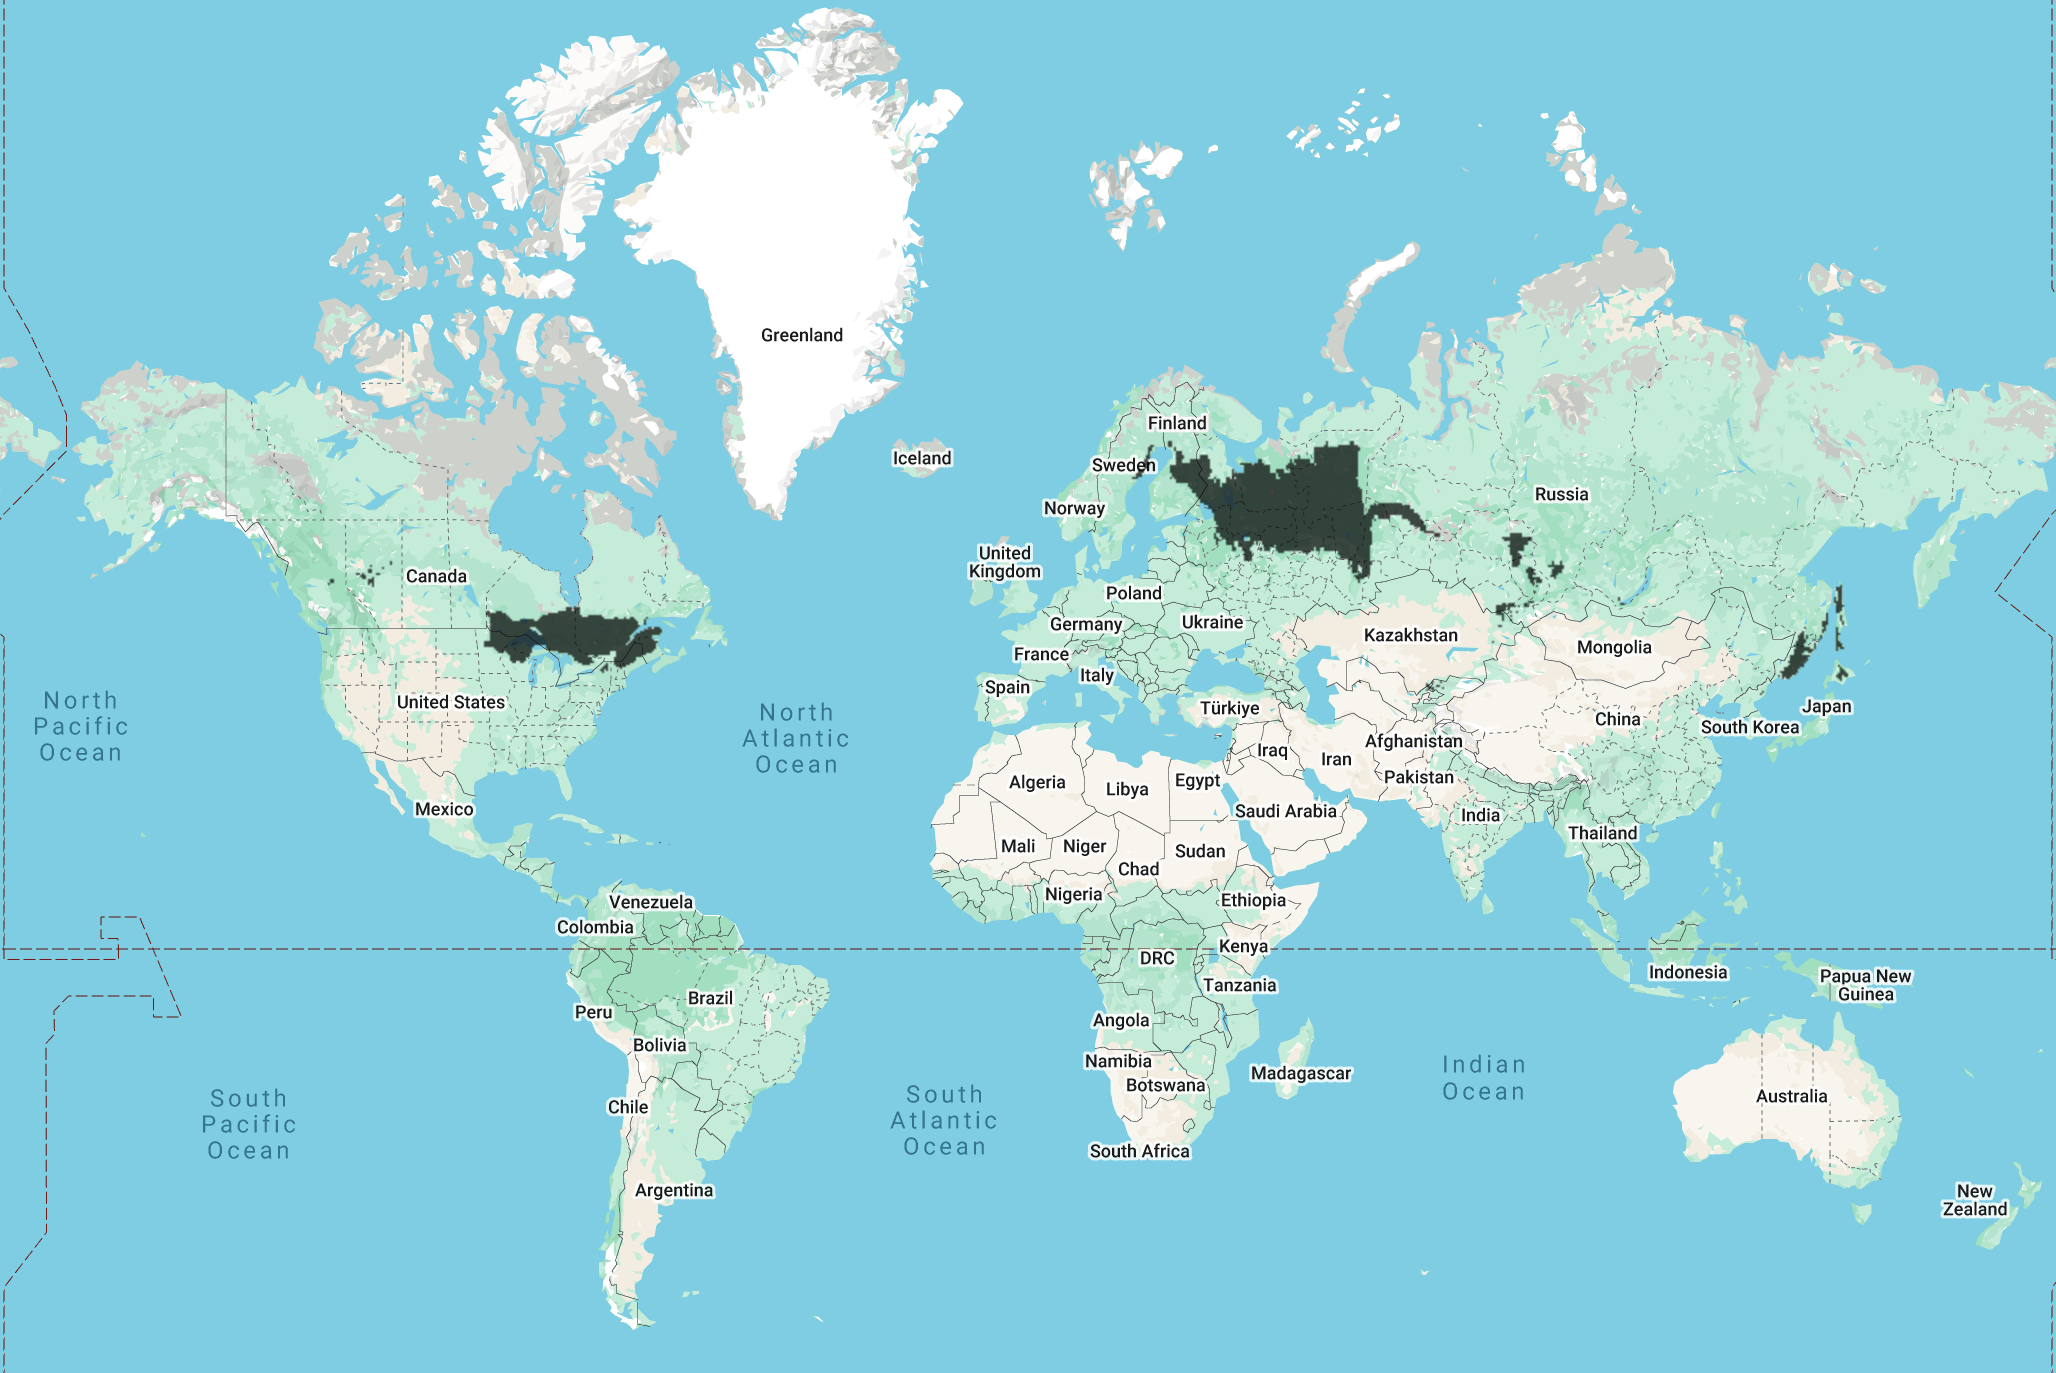 Greenland
Iceland
Finland
Sweden
Norway
Russia
United
Kingdom
Canada
Poland
Germany
Ukraine
France
Kazakhstan
Mongolia
Italy
Spain
United States
Türkiye
China
Japan
South Korea
North
Pacific
Ocean
North
Atlantic
Ocean
Iraq
Iran
Afghanistan
Pakistan
Algeria
Libya
Egypt
Saudi Arabia
India
Thailand
Mexico
Mali
Niger
Chad
Sudan
Nigeria
Ethiopia
Venezuela
Colombia
Kenya
DRC
Tanzania
Indonesia
Papua New
Guinea
Brazil
Peru
Bolivia
Angola
Namibia
Botswana
Madagascar
Indian
Ocean
Australia
South
Pacific
Ocean
South
Atlantic
Ocean
Chile
South Africa
Argentina
New
Zealand